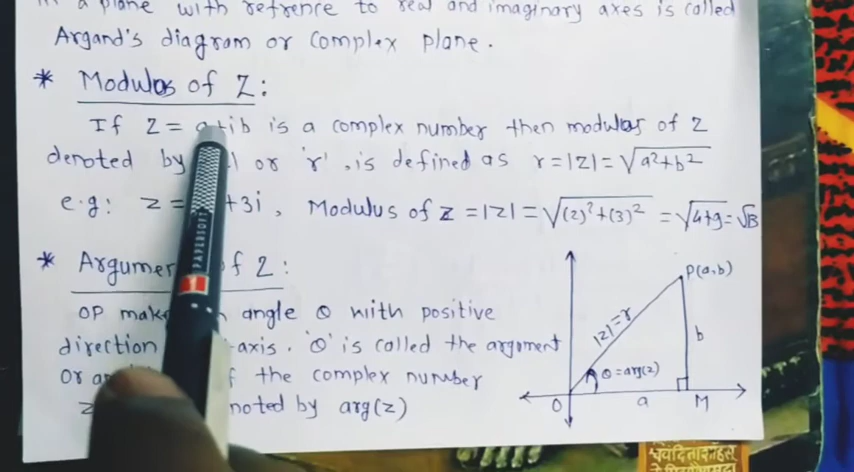 a plane with refrence to real and imaginary axes is called
Argand's diagram or complex plane.
* Modulus of Z:
If Z = a+ib is a complex number then modulus of Z
denoted by or 'r', is defined as r=|Z|=√a²+b²
e.g: z= +3i, Modulus of Z =|Z|=√(2)²+(3)² =√4+9=√13
* of Z:
OP angle θ with positive
direction axis. 'θ' is called the argument
Or the complex number
z by arg(z)
P(a,b)
|z|=r
b
θ=arg(z)
O a M
PAPERSOFT